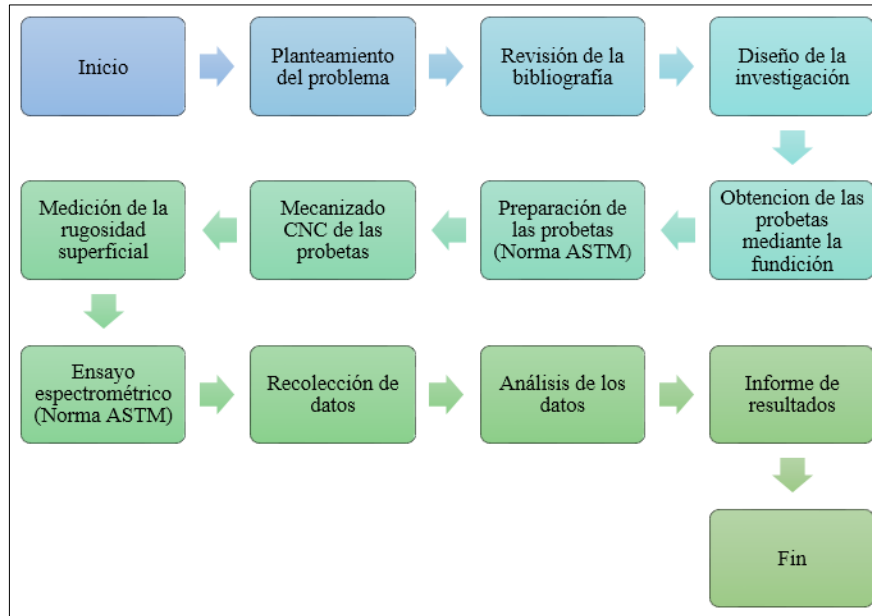 Inicio
Planteamiento
del problema
Revisión de la
bibliografía
Diseño de la
investigación
Obtencion de las
probetas
mediante la
fundición
Preparación de
las probetas
(Norma ASTM)
Mecanizado
CNC de las
probetas
Medición de la
rugosidad
superficial
Ensayo
espectrométrico
(Norma ASTM)
Recolección de
datos
Análisis de los
datos
Informe de
resultados
Fin